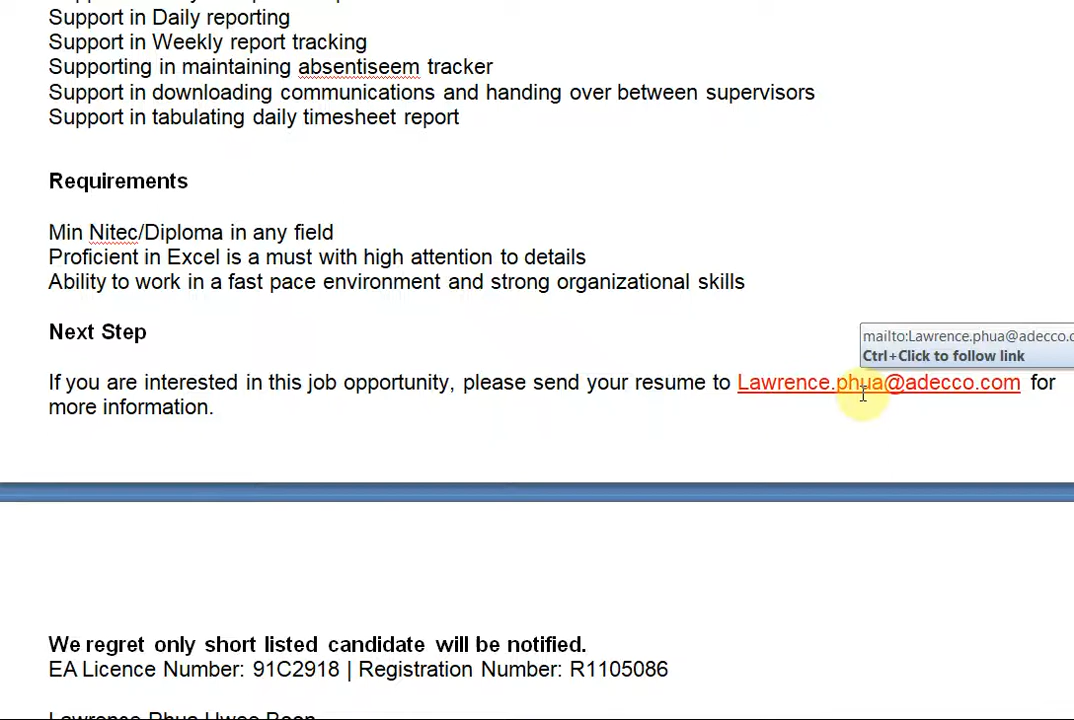 Support in Daily reporting
Support in Weekly report tracking
Supporting in maintaining absentiseem tracker
Support in downloading communications and handing over between supervisors
Support in tabulating daily timesheet report
Requirements
Min Nitec/Diploma in any field
Proficient in Excel is a must with high attention to details
Ability to work in a fast pace environment and strong organizational skills
Next Step
mailto:Lawrence.phua@adecco.c
Ctrl+Click to follow link
If you are interested in this job opportunity, please send your resume to Lawrence.phua@adecco.com for
more information.
We regret only short listed candidate will be notified.
EA Licence Number: 91C2918 | Registration Number: R1105086
Lawrence Phua